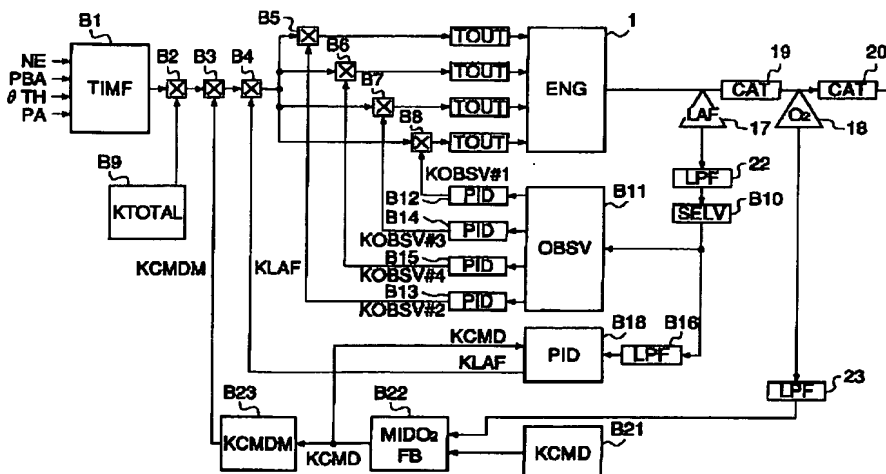 B1
B5
1
19
20
B2
B3
B4
B6
B7
B8
NE
PBA
θTH
PA
TIMF
TOUT
TOUT
TOUT
TOUT
ENG
CAT
CAT
LAF
17
O₂
18
B9
KTOTAL
KOBSV#1
B12
PID
B11
LPF
22
SELV
B10
B14
PID
KOBSV#3
B15
PID
KOBSV#4
B13
PID
KOBSV#2
OBSV
KCMDM
KLAF
KCMD
KLAF
B18
PID
B16
LPF
LPF
23
B23
KCMDM
KCMD
B22
MIDO₂
FB
KCMD
B21